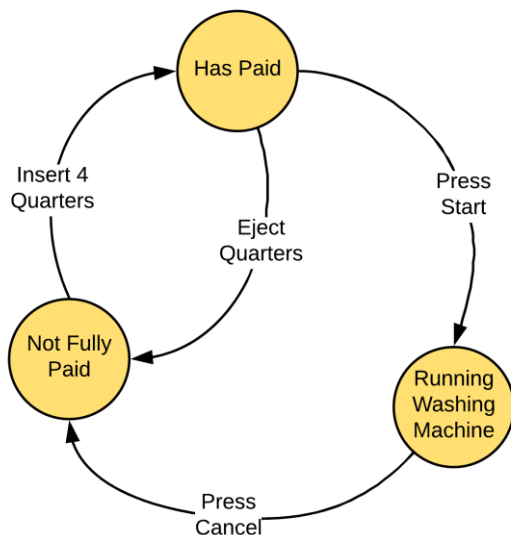 Has Paid
Insert 4
Quarters
Press
Start
Eject
Quarters
Not Fully
Paid
Running
Washing
Machine
Press
Cancel